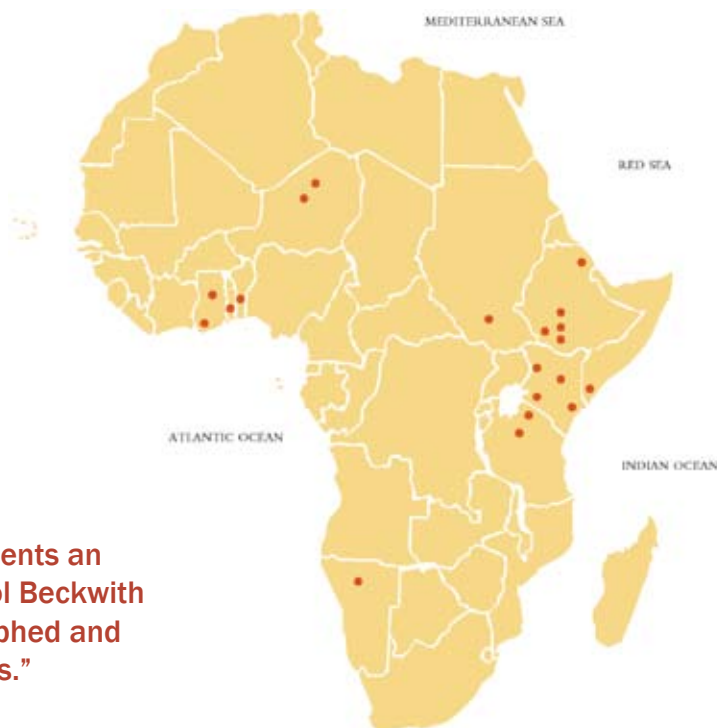 MEDITERRANEAN SEA
RED SEA
ATLANTIC OCEAN
INDIAN OCEAN
ents an
ol Beckwith
phed and
s.”